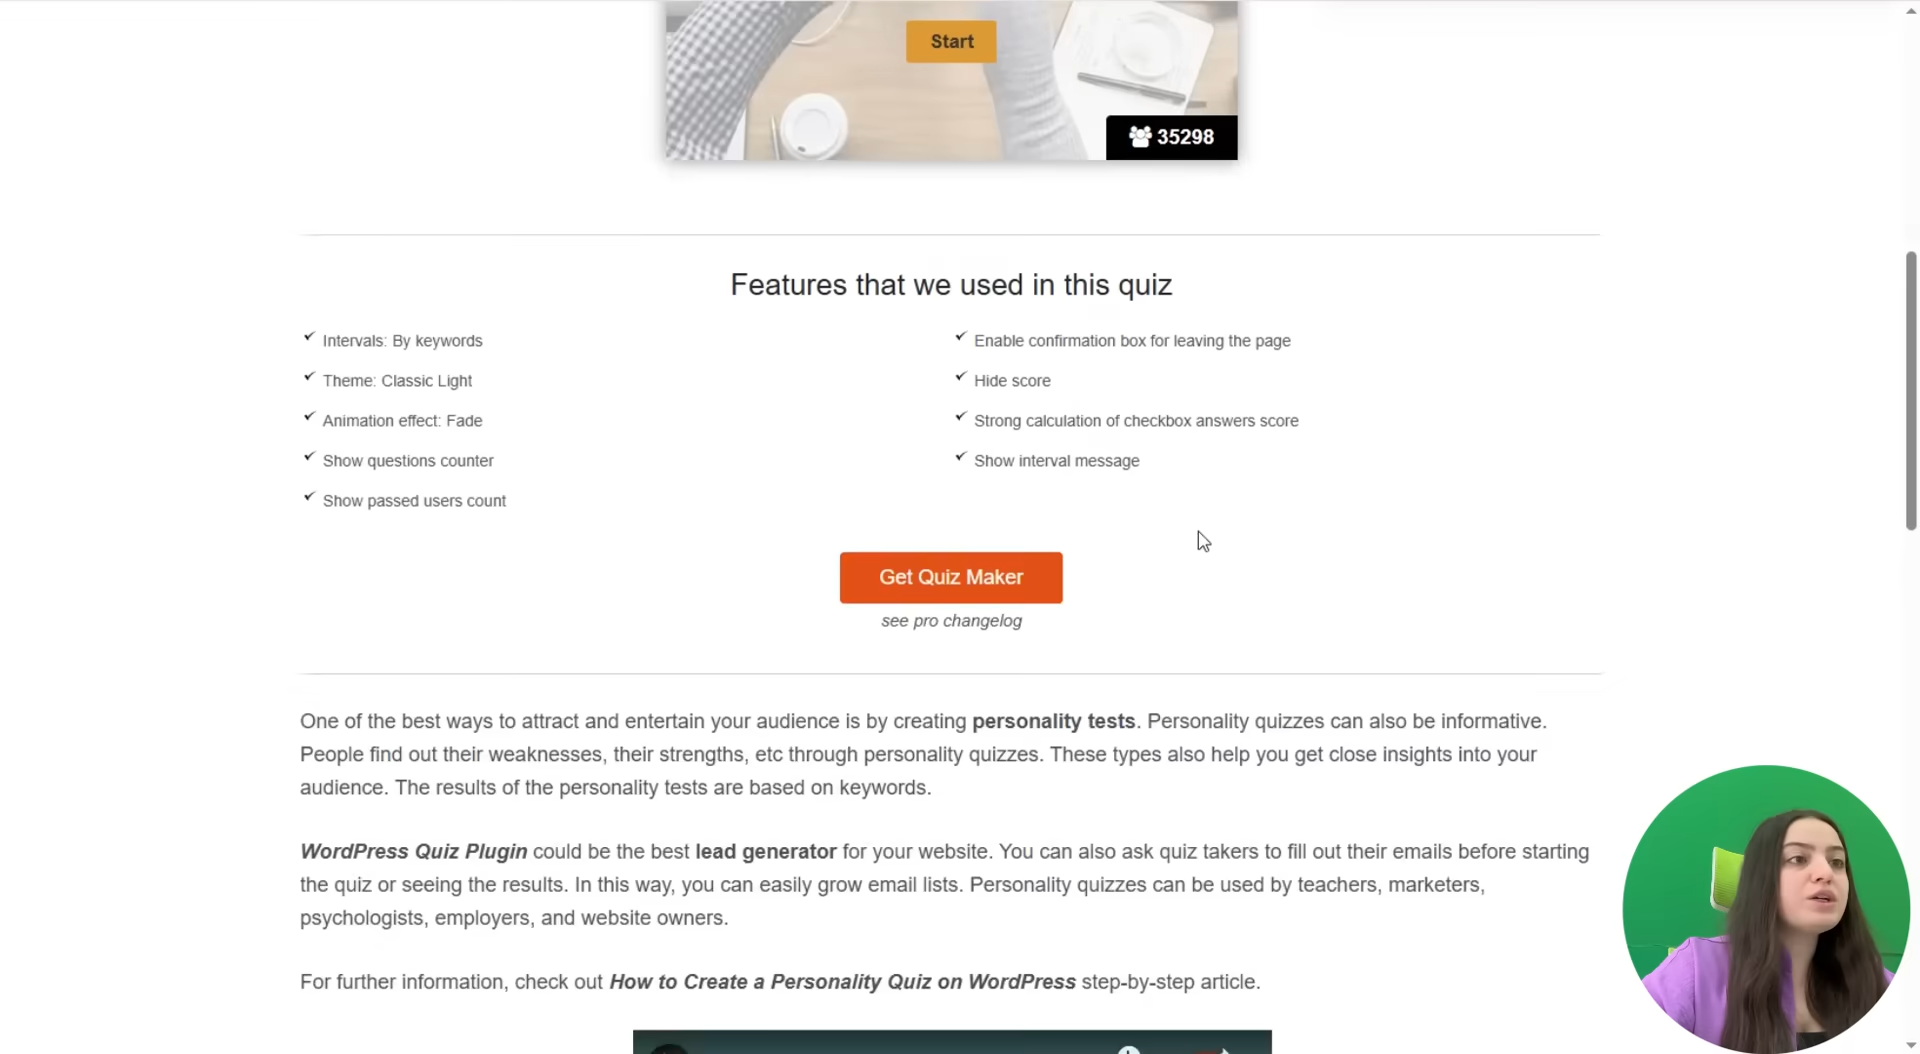 Start
35298
Features that we used in this quiz
Intervals: By keywords
Theme: Classic Light
Animation effect: Fade
Show questions counter
Show passed users count
Enable confirmation box for leaving the page
Hide score
Strong calculation of checkbox answers score
Show interval message
Get Quiz Maker
see pro changelog
One of the best ways to attract and entertain your audience is by creating personality tests. Personality quizzes can also be informative.
People find out their weaknesses, their strengths, etc through personality quizzes. These types also help you get close insights into your
audience. The results of the personality tests are based on keywords.
WordPress Quiz Plugin could be the best lead generator for your website. You can also ask quiz takers to fill out their emails before starting
the quiz or seeing the results. In this way, you can easily grow email lists. Personality quizzes can be used by teachers, marketers,
psychologists, employers, and website owners.
For further information, check out How to Create a Personality Quiz on WordPress step-by-step article.